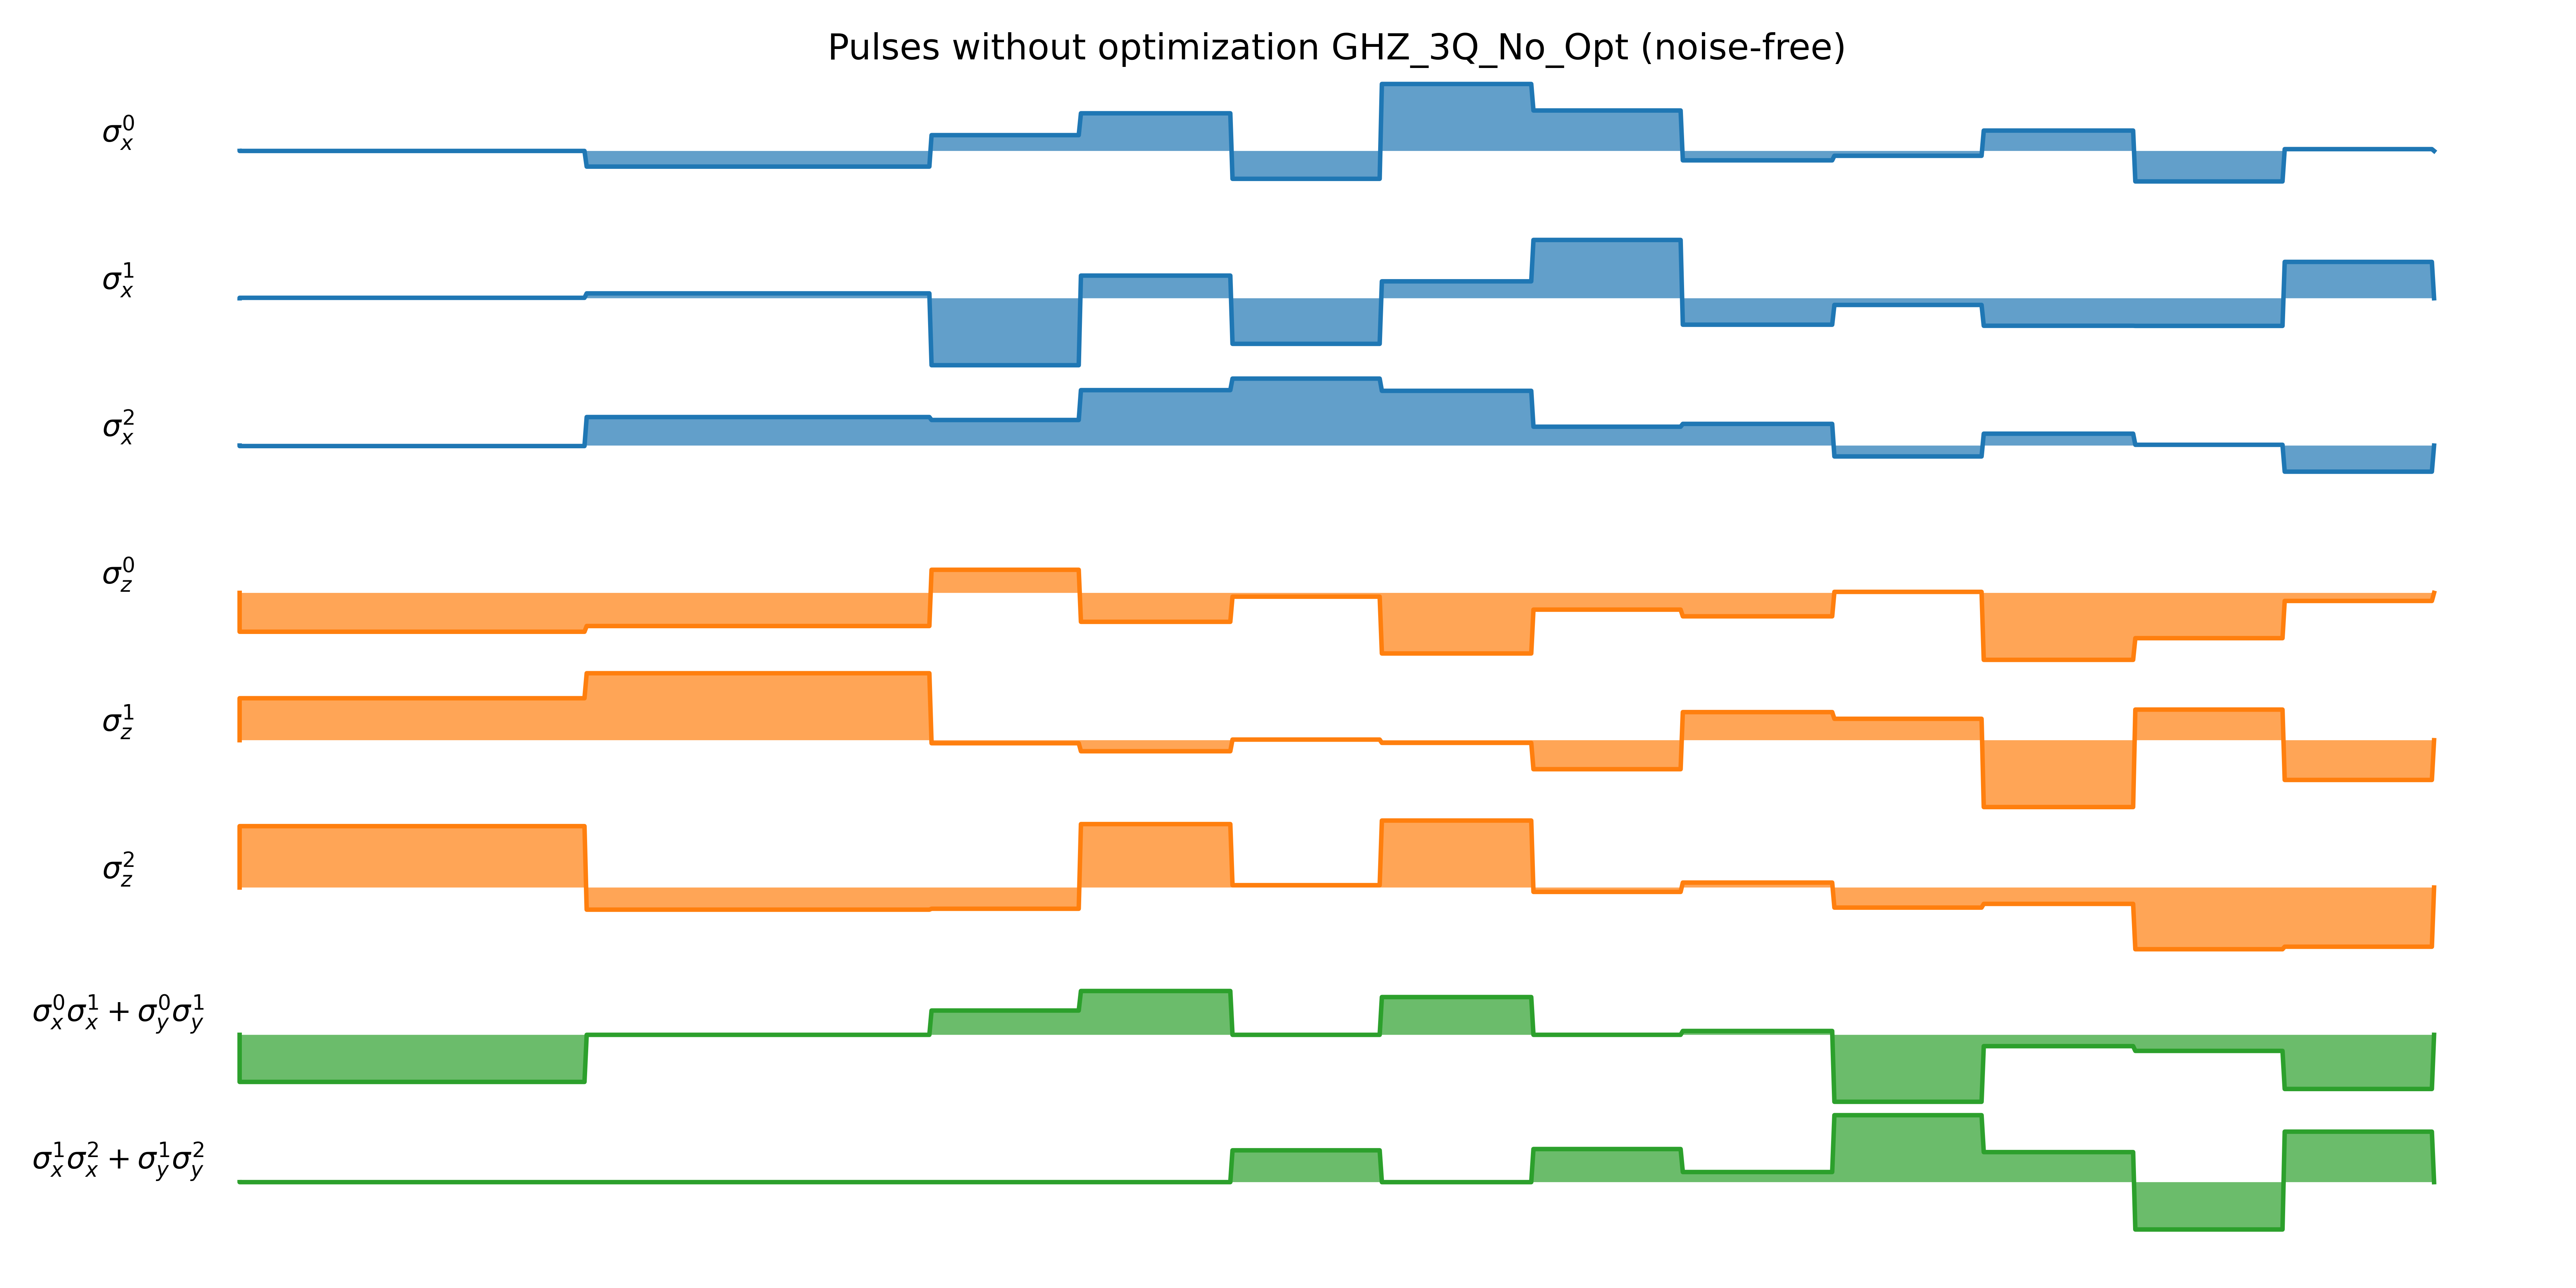 Pulses without optimization GHZ_3Q_No_Opt (noise-free)
σ_x^0
σ_x^1
σ_x^2
σ_z^0
σ_z^1
σ_z^2
σ_x^0σ_x^1 + σ_y^0σ_y^1
σ_x^1σ_x^2 + σ_y^1σ_y^2